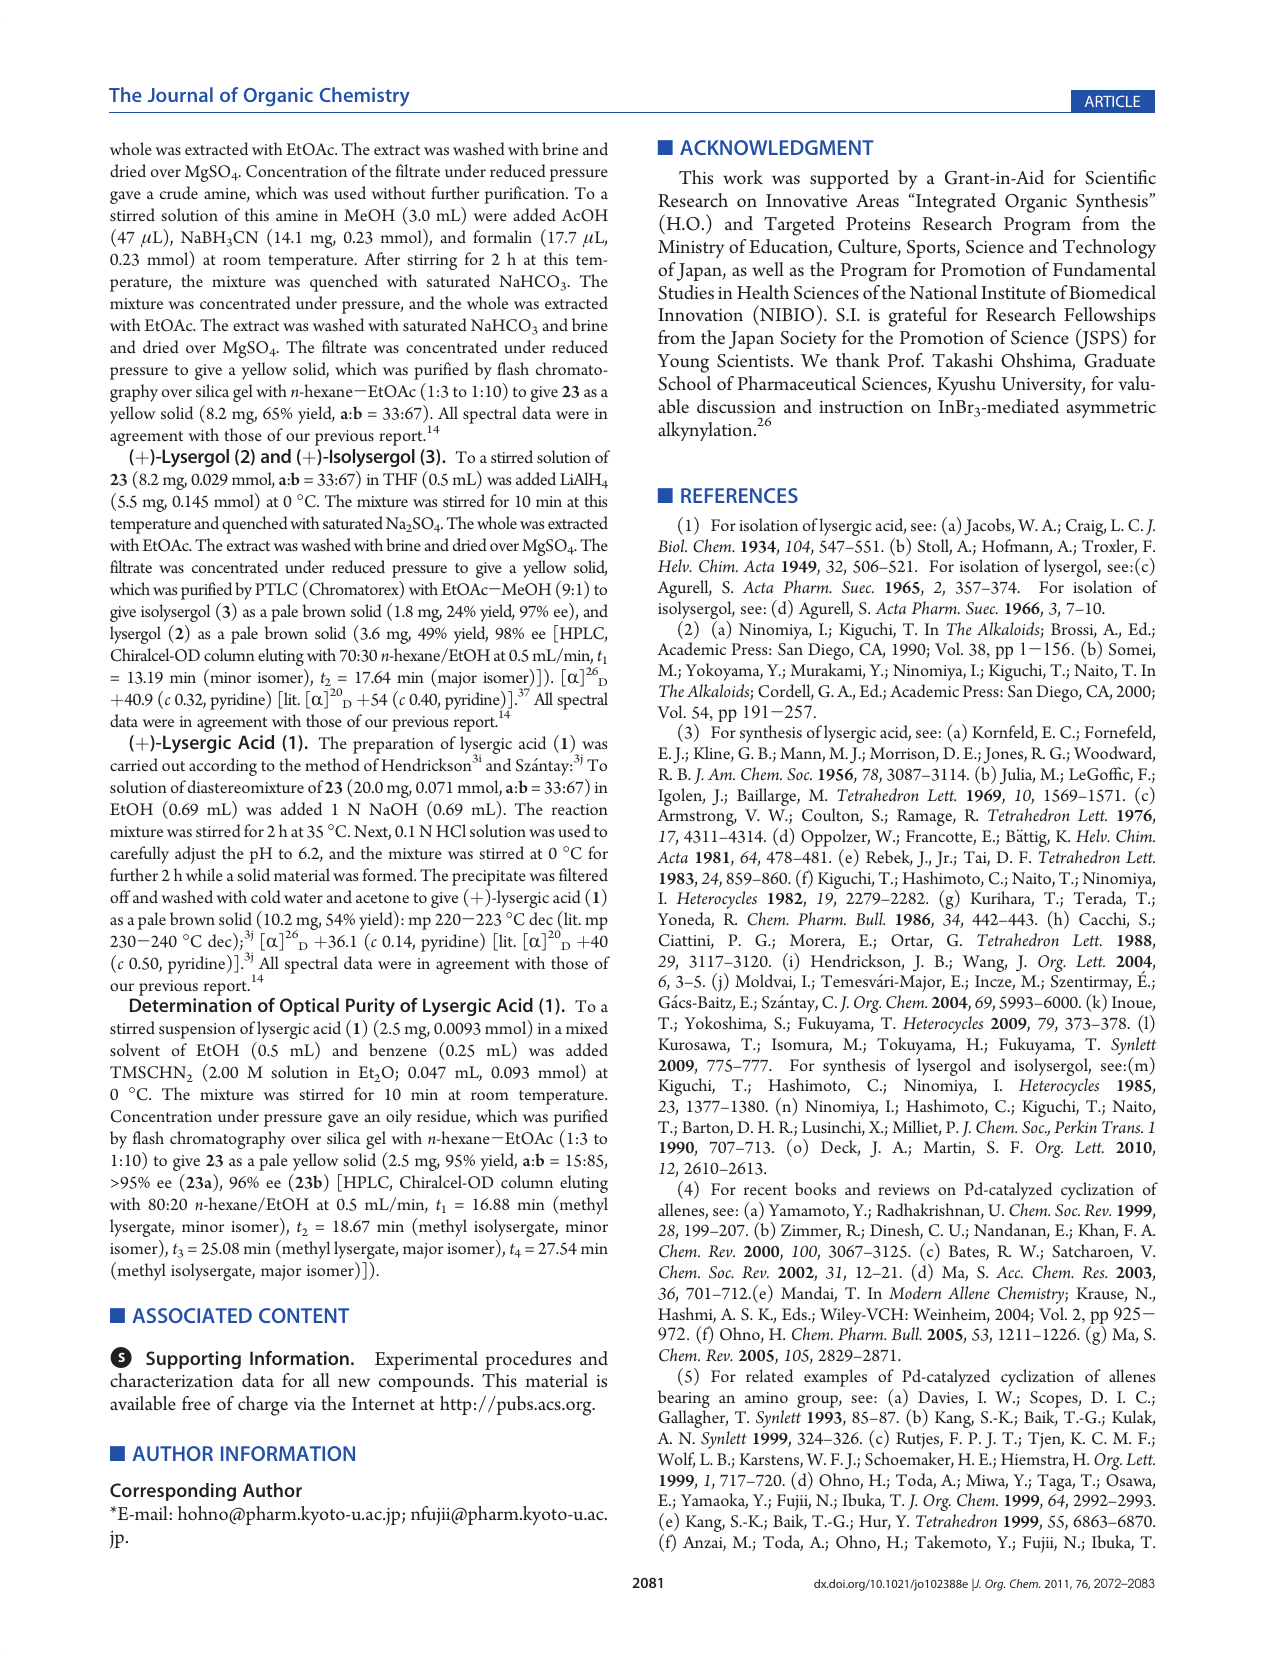 The Journal of Organic Chemistry
ARTICLE
whole was extracted with EtOAc. The extract was washed with brine and
dried over MgSO4. Concentration of the filtrate under reduced pressure
gave a crude amine, which was used without further purification. To a
stirred solution of this amine in MeOH (3.0 mL) were added AcOH
(47 μL), NaBH3CN (14.1 mg, 0.23 mmol), and formalin (17.7 μL,
0.23 mmol) at room temperature. After stirring for 2 h at this tem-
perature, the mixture was quenched with saturated NaHCO3. The
mixture was concentrated under pressure, and the whole was extracted
with EtOAc. The extract was washed with saturated NaHCO3 and brine
and dried over MgSO4. The filtrate was concentrated under reduced
pressure to give a yellow solid, which was purified by flash chromato-
graphy over silica gel with n-hexane−EtOAc (1:3 to 1:10) to give 23 as a
yellow solid (8.2 mg, 65% yield, a:b = 33:67). All spectral data were in
agreement with those of our previous report.14
(+)-Lysergol (2) and (+)-Isolysergol (3). To a stirred solution of
23 (8.2 mg, 0.029 mmol, a:b = 33:67) in THF (0.5 mL) was added LiAlH4
(5.5 mg, 0.145 mmol) at 0 °C. The mixture was stirred for 10 min at this
temperature and quenched with saturated Na2SO4. The whole was extracted
with EtOAc. The extract was washed with brine and dried over MgSO4. The
filtrate was concentrated under reduced pressure to give a yellow solid,
which was purified by PTLC (Chromatorex) with EtOAc−MeOH (9:1) to
give isolysergol (3) as a pale brown solid (1.8 mg, 24% yield, 97% ee), and
lysergol (2) as a pale brown solid (3.6 mg, 49% yield, 98% ee [HPLC,
Chiralcel-OD column eluting with 70:30 n-hexane/EtOH at 0.5 mL/min, t1
= 13.19 min (minor isomer), t2 = 17.64 min (major isomer)]). [α]26D
+40.9 (c 0.32, pyridine) [lit. [α]20D +54 (c 0.40, pyridine)].37 All spectral
data were in agreement with those of our previous report.14
(+)-Lysergic Acid (1). The preparation of lysergic acid (1) was
carried out according to the method of Hendrickson3i and Szántay:3j To
solution of diastereomixture of 23 (20.0 mg, 0.071 mmol, a:b = 33:67) in
EtOH (0.69 mL) was added 1 N NaOH (0.69 mL). The reaction
mixture was stirred for 2 h at 35 °C. Next, 0.1 N HCl solution was used to
carefully adjust the pH to 6.2, and the mixture was stirred at 0 °C for
further 2 h while a solid material was formed. The precipitate was filtered
off and washed with cold water and acetone to give (+)-lysergic acid (1)
as a pale brown solid (10.2 mg, 54% yield): mp 220−223 °C dec (lit. mp
230−240 °C dec);3j [α]26D +36.1 (c 0.14, pyridine) [lit. [α]20D +40
(c 0.50, pyridine)].3j All spectral data were in agreement with those of
our previous report.14
Determination of Optical Purity of Lysergic Acid (1). To a
stirred suspension of lysergic acid (1) (2.5 mg, 0.0093 mmol) in a mixed
solvent of EtOH (0.5 mL) and benzene (0.25 mL) was added
TMSCHN2 (2.00 M solution in Et2O; 0.047 mL, 0.093 mmol) at
0 °C. The mixture was stirred for 10 min at room temperature.
Concentration under pressure gave an oily residue, which was purified
by flash chromatography over silica gel with n-hexane−EtOAc (1:3 to
1:10) to give 23 as a pale yellow solid (2.5 mg, 95% yield, a:b = 15:85,
>95% ee (23a), 96% ee (23b) [HPLC, Chiralcel-OD column eluting
with 80:20 n-hexane/EtOH at 0.5 mL/min, t1 = 16.88 min (methyl
lysergate, minor isomer), t2 = 18.67 min (methyl isolysergate, minor
isomer), t3 = 25.08 min (methyl lysergate, major isomer), t4 = 27.54 min
(methyl isolysergate, major isomer)]).
ASSOCIATED CONTENT
S Supporting Information. Experimental procedures and
characterization data for all new compounds. This material is
available free of charge via the Internet at http://pubs.acs.org.
AUTHOR INFORMATION
Corresponding Author
*E-mail: hohno@pharm.kyoto-u.ac.jp; nfujii@pharm.kyoto-u.ac.
jp.
ACKNOWLEDGMENT
This work was supported by a Grant-in-Aid for Scientific
Research on Innovative Areas “Integrated Organic Synthesis”
(H.O.) and Targeted Proteins Research Program from the
Ministry of Education, Culture, Sports, Science and Technology
of Japan, as well as the Program for Promotion of Fundamental
Studies in Health Sciences of the National Institute of Biomedical
Innovation (NIBIO). S.I. is grateful for Research Fellowships
from the Japan Society for the Promotion of Science (JSPS) for
Young Scientists. We thank Prof. Takashi Ohshima, Graduate
School of Pharmaceutical Sciences, Kyushu University, for valu-
able discussion and instruction on InBr3-mediated asymmetric
alkynylation.26
REFERENCES
(1) For isolation of lysergic acid, see: (a) Jacobs, W. A.; Craig, L. C. J.
Biol. Chem. 1934, 104, 547–551. (b) Stoll, A.; Hofmann, A.; Troxler, F.
Helv. Chim. Acta 1949, 32, 506–521. For isolation of lysergol, see:(c)
Agurell, S. Acta Pharm. Suec. 1965, 2, 357–374. For isolation of
isolysergol, see: (d) Agurell, S. Acta Pharm. Suec. 1966, 3, 7–10.
(2) (a) Ninomiya, I.; Kiguchi, T. In The Alkaloids; Brossi, A., Ed.;
Academic Press: San Diego, CA, 1990; Vol. 38, pp 1−156. (b) Somei,
M.; Yokoyama, Y.; Murakami, Y.; Ninomiya, I.; Kiguchi, T.; Naito, T. In
The Alkaloids; Cordell, G. A., Ed.; Academic Press: San Diego, CA, 2000;
Vol. 54, pp 191−257.
(3) For synthesis of lysergic acid, see: (a) Kornfeld, E. C.; Fornefeld,
E. J.; Kline, G. B.; Mann, M. J.; Morrison, D. E.; Jones, R. G.; Woodward,
R. B. J. Am. Chem. Soc. 1956, 78, 3087–3114. (b) Julia, M.; LeGoffic, F.;
Igolen, J.; Baillarge, M. Tetrahedron Lett. 1969, 10, 1569–1571. (c)
Armstrong, V. W.; Coulton, S.; Ramage, R. Tetrahedron Lett. 1976,
17, 4311–4314. (d) Oppolzer, W.; Francotte, E.; Bättig, K. Helv. Chim.
Acta 1981, 64, 478–481. (e) Rebek, J., Jr.; Tai, D. F. Tetrahedron Lett.
1983, 24, 859–860. (f) Kiguchi, T.; Hashimoto, C.; Naito, T.; Ninomiya,
I. Heterocycles 1982, 19, 2279–2282. (g) Kurihara, T.; Terada, T.;
Yoneda, R. Chem. Pharm. Bull. 1986, 34, 442–443. (h) Cacchi, S.;
Ciattini, P. G.; Morera, E.; Ortar, G. Tetrahedron Lett. 1988,
29, 3117–3120. (i) Hendrickson, J. B.; Wang, J. Org. Lett. 2004,
6, 3–5. (j) Moldvai, I.; Temesvári-Major, E.; Incze, M.; Szentirmay, É.;
Gács-Baitz, E.; Szántay, C. J. Org. Chem. 2004, 69, 5993–6000. (k) Inoue,
T.; Yokoshima, S.; Fukuyama, T. Heterocycles 2009, 79, 373–378. (l)
Kurosawa, T.; Isomura, M.; Tokuyama, H.; Fukuyama, T. Synlett
2009, 775–777. For synthesis of lysergol and isolysergol, see:(m)
Kiguchi, T.; Hashimoto, C.; Ninomiya, I. Heterocycles 1985,
23, 1377–1380. (n) Ninomiya, I.; Hashimoto, C.; Kiguchi, T.; Naito,
T.; Barton, D. H. R.; Lusinchi, X.; Milliet, P. J. Chem. Soc., Perkin Trans. 1
1990, 707–713. (o) Deck, J. A.; Martin, S. F. Org. Lett. 2010,
12, 2610–2613.
(4) For recent books and reviews on Pd-catalyzed cyclization of
allenes, see: (a) Yamamoto, Y.; Radhakrishnan, U. Chem. Soc. Rev. 1999,
28, 199–207. (b) Zimmer, R.; Dinesh, C. U.; Nandanan, E.; Khan, F. A.
Chem. Rev. 2000, 100, 3067–3125. (c) Bates, R. W.; Satcharoen, V.
Chem. Soc. Rev. 2002, 31, 12–21. (d) Ma, S. Acc. Chem. Res. 2003,
36, 701–712.(e) Mandai, T. In Modern Allene Chemistry; Krause, N.,
Hashmi, A. S. K., Eds.; Wiley-VCH: Weinheim, 2004; Vol. 2, pp 925−
972. (f) Ohno, H. Chem. Pharm. Bull. 2005, 53, 1211–1226. (g) Ma, S.
Chem. Rev. 2005, 105, 2829–2871.
(5) For related examples of Pd-catalyzed cyclization of allenes
bearing an amino group, see: (a) Davies, I. W.; Scopes, D. I. C.;
Gallagher, T. Synlett 1993, 85–87. (b) Kang, S.-K.; Baik, T.-G.; Kulak,
A. N. Synlett 1999, 324–326. (c) Rutjes, F. P. J. T.; Tjen, K. C. M. F.;
Wolf, L. B.; Karstens, W. F. J.; Schoemaker, H. E.; Hiemstra, H. Org. Lett.
1999, 1, 717–720. (d) Ohno, H.; Toda, A.; Miwa, Y.; Taga, T.; Osawa,
E.; Yamaoka, Y.; Fujii, N.; Ibuka, T. J. Org. Chem. 1999, 64, 2992–2993.
(e) Kang, S.-K.; Baik, T.-G.; Hur, Y. Tetrahedron 1999, 55, 6863–6870.
(f) Anzai, M.; Toda, A.; Ohno, H.; Takemoto, Y.; Fujii, N.; Ibuka, T.
2081
dx.doi.org/10.1021/jo102388e |J. Org. Chem. 2011, 76, 2072–2083